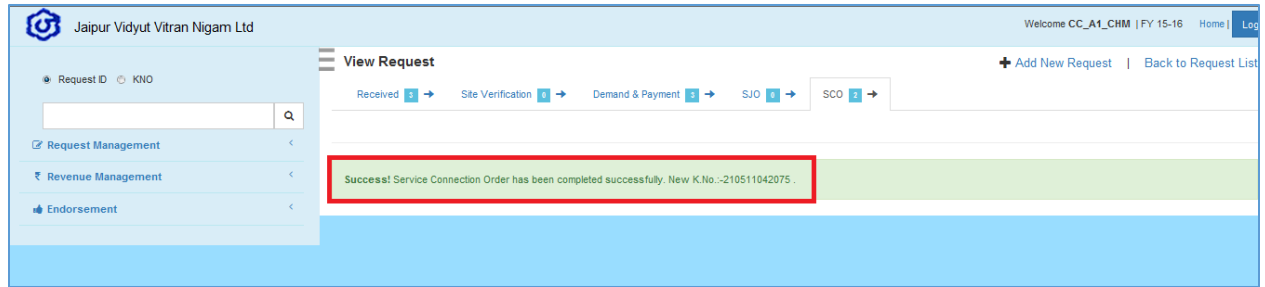 Jaipur Vidyut Vitran Nigam Ltd
Welcome CC_A1_CHM | FY 15-16 Home | Log
Request ID KNO
View Request
Add New Request | Back to Request List
Received 3 Site Verification 0 Demand & Payment 3 SJO 0 SCO 2
Request Management
₹ Revenue Management
Endorsement
Success! Service Connection Order has been completed successfully. New K.No.:-210511042075 .